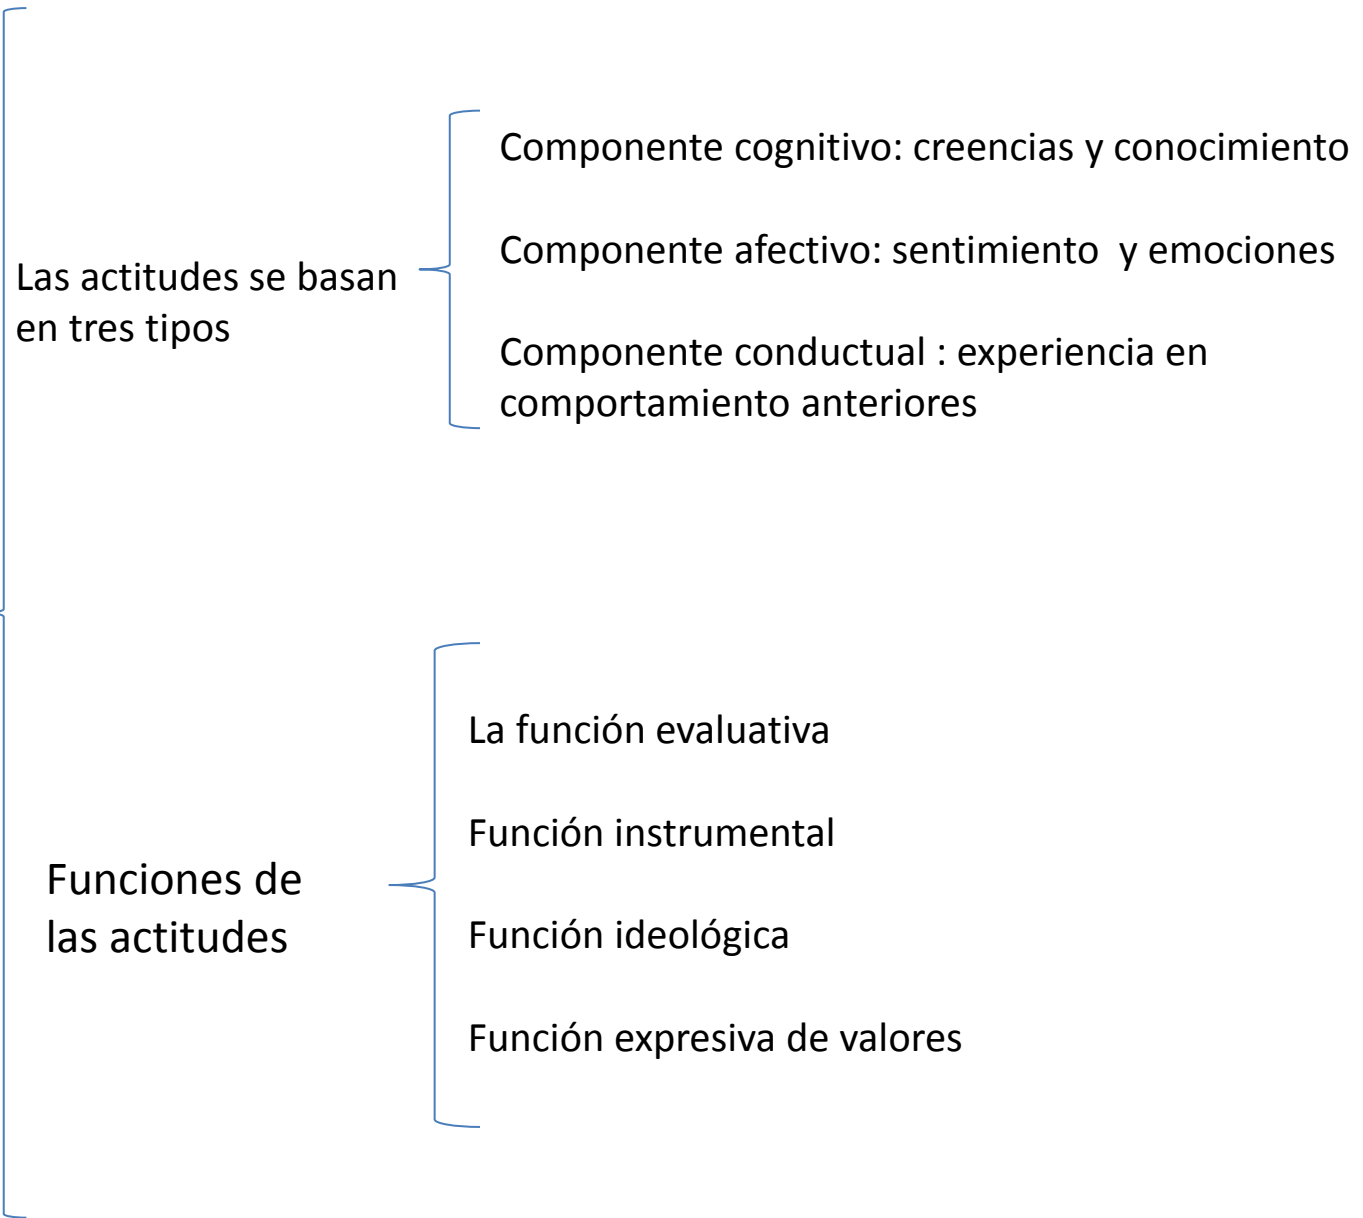 Componente cognitivo: creencias y conocimiento
Componente afectivo: sentimiento  y emociones
Las actitudes se basan
en tres tipos
Componente conductual : experiencia en
comportamiento anteriores
La función evaluativa
Función instrumental
Funciones de
las actitudes
Función ideológica
Función expresiva de valores